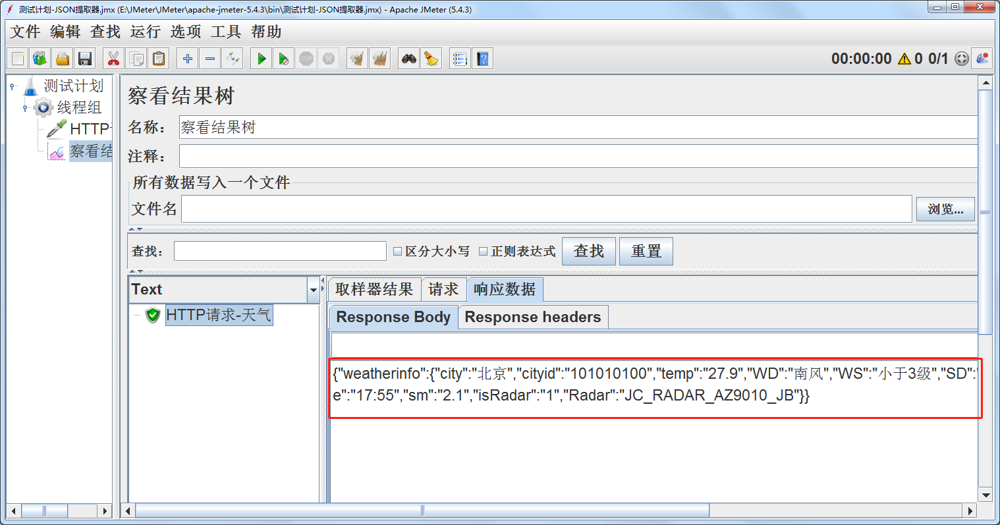 测试计划-JSON提取器.jmx (E:\JMeter\JMeter\apache-jmeter-5.4.3\bin\测试计划-JSON提取器.jmx) - Apache JMeter (5.4.3)
文件 编辑 查找 运行 选项 工具 帮助
00:00:00 0 0/1
测试计划
线程组
HTTP
察看结
察看结果树
名称： 察看结果树
注释：
所有数据写入一个文件
文件名 浏览...
查找： 区分大小写 正则表达式 查找 重置
Text
HTTP请求-天气
取样器结果 请求 响应数据
Response Body Response headers
{"weatherinfo":{"city":"北京","cityid":"101010100","temp":"27.9","WD":"南风","WS":"小于3级","SD":"
e":"17:55","sm":"2.1","isRadar":"1","Radar":"JC_RADAR_AZ9010_JB"}}